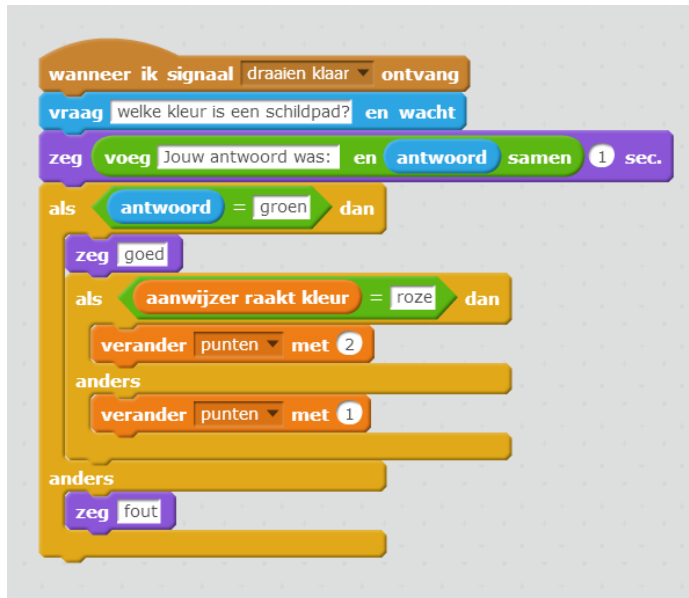 wanneer ik signaal draaien klaar ontvang
vraag welke kleur is een schildpad? en wacht
zeg voeg Jouw antwoord was: en antwoord samen 1 sec.
als antwoord = groen dan
zeg goed
als aanwijzer raakt kleur = roze dan
verander punten met 2
anders
verander punten met 1
anders
zeg fout